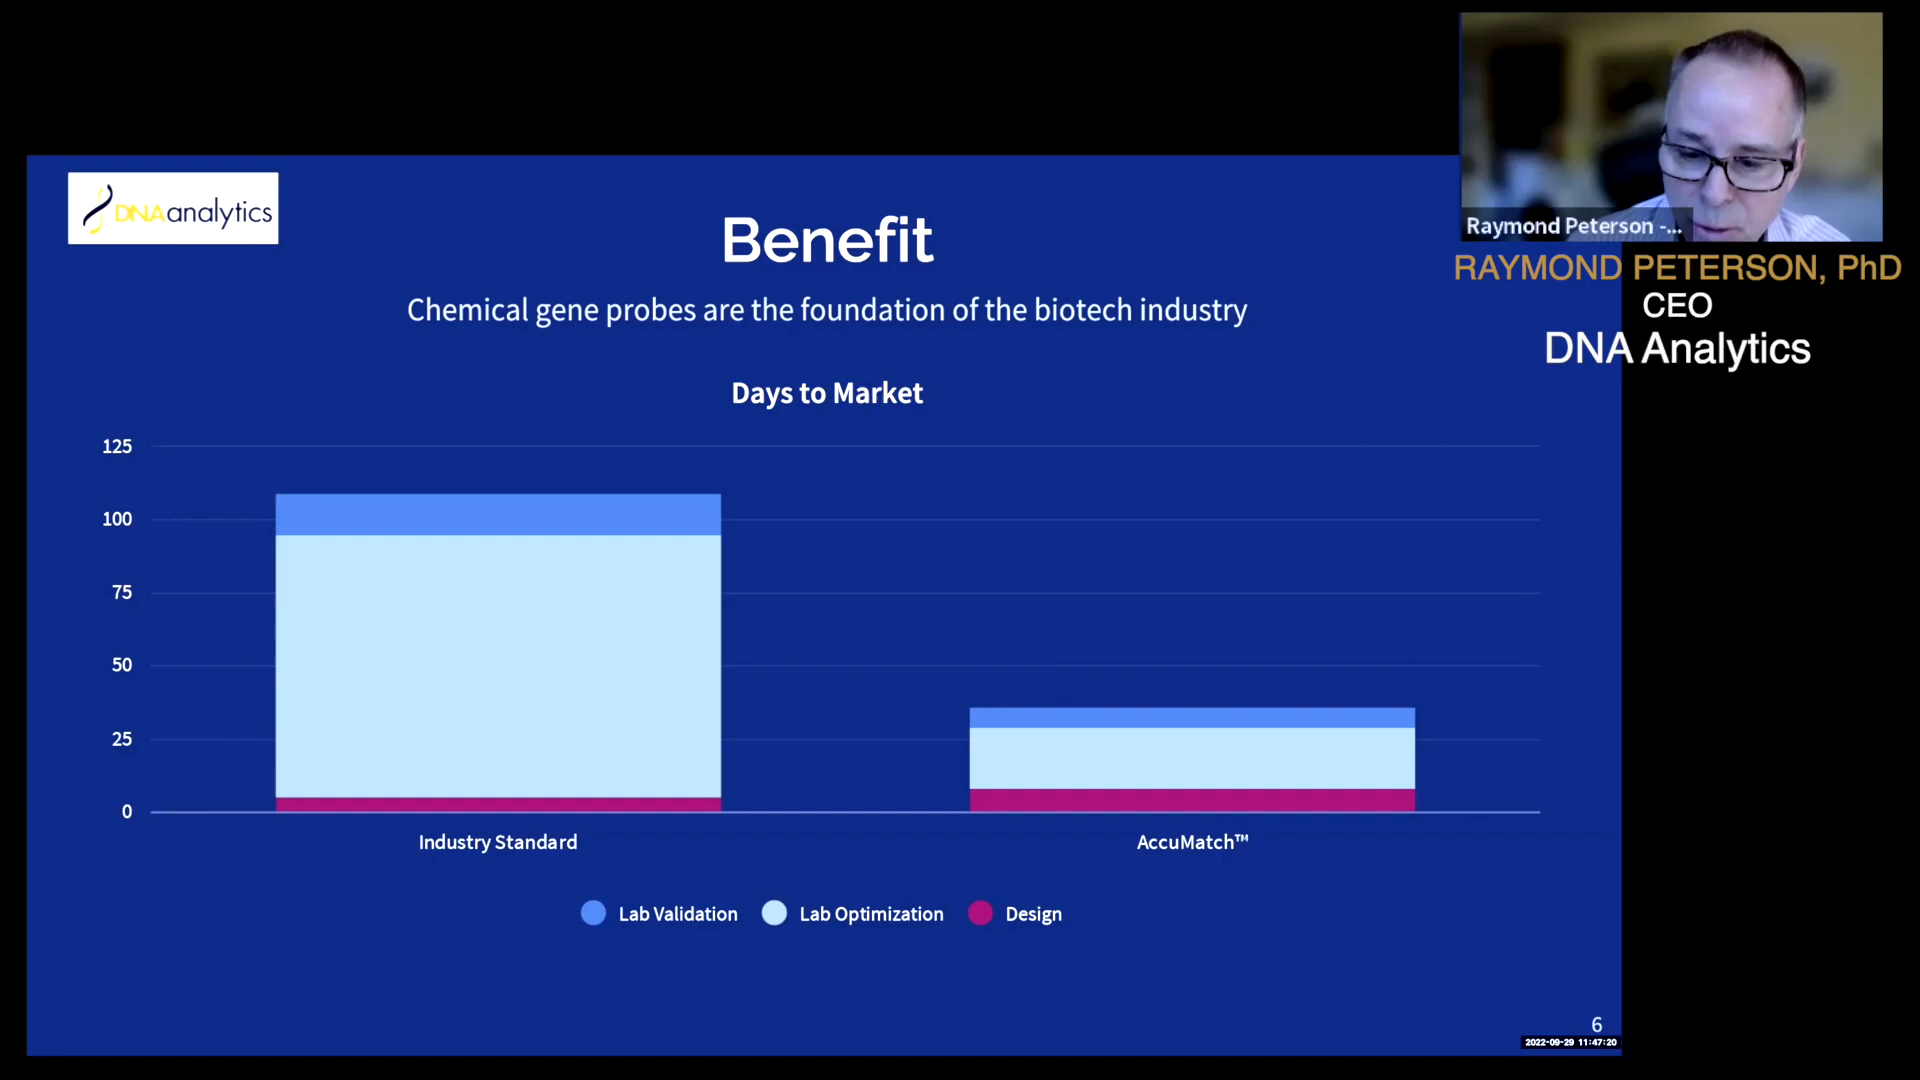 DNAanalytics
Benefit
Chemical gene probes are the foundation of the biotech industry
Raymond Peterson -...
RAYMOND PETERSON, PhD
CEO
DNA Analytics
Days to Market
125
100
75
50
25
0
Industry Standard
AccuMatch™
Lab Validation
Lab Optimization
Design
6
2022-09-29 11:47:20